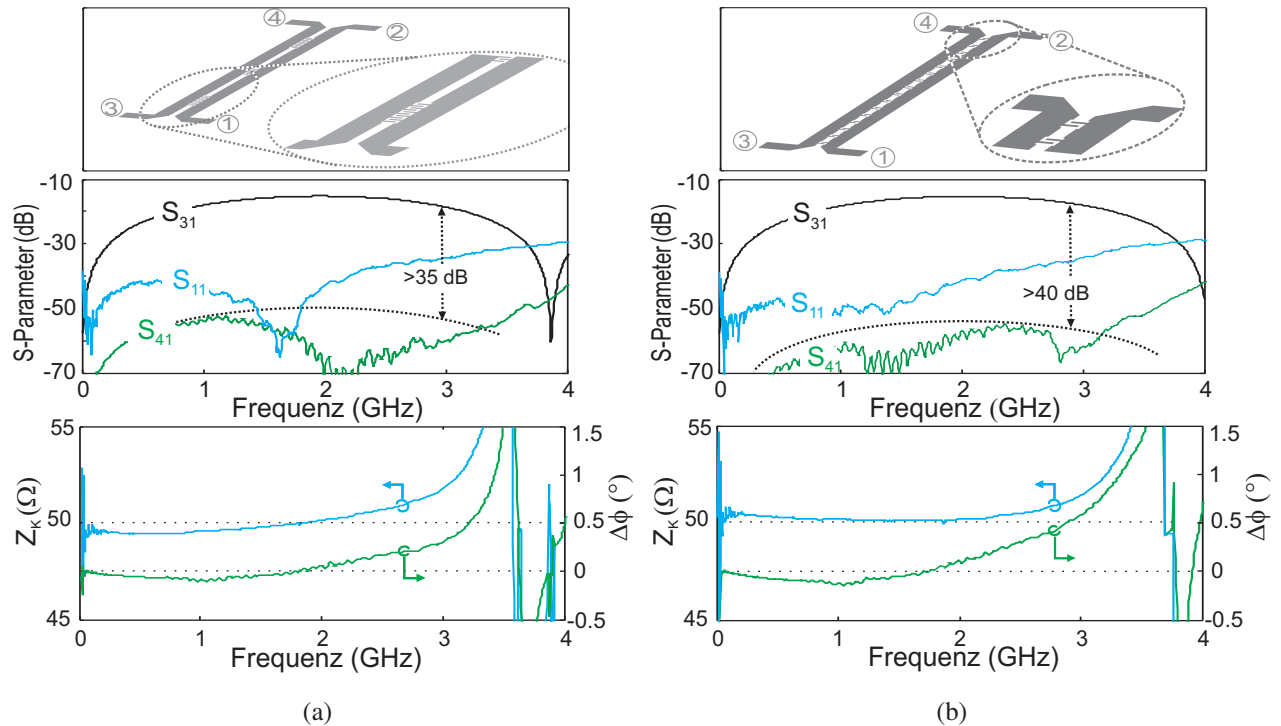 ④
②
③
①
-10
-30
-50
-70
S-Parameter (dB)
S31
S11
S41
>35 dB
0 1 2 3 4
Frequenz (GHz)
55
50
45
ZK (Ω)
1.5
1
0.5
0
-0.5
Δϕ (°)
0 1 2 3 4
Frequenz (GHz)
(a)
④
②
③
①
-10
-30
-50
-70
S-Parameter (dB)
S31
S11
S41
>40 dB
0 1 2 3 4
Frequenz (GHz)
55
50
45
ZK (Ω)
1.5
1
0.5
0
-0.5
Δϕ (°)
0 1 2 3 4
Frequenz (GHz)
(b)